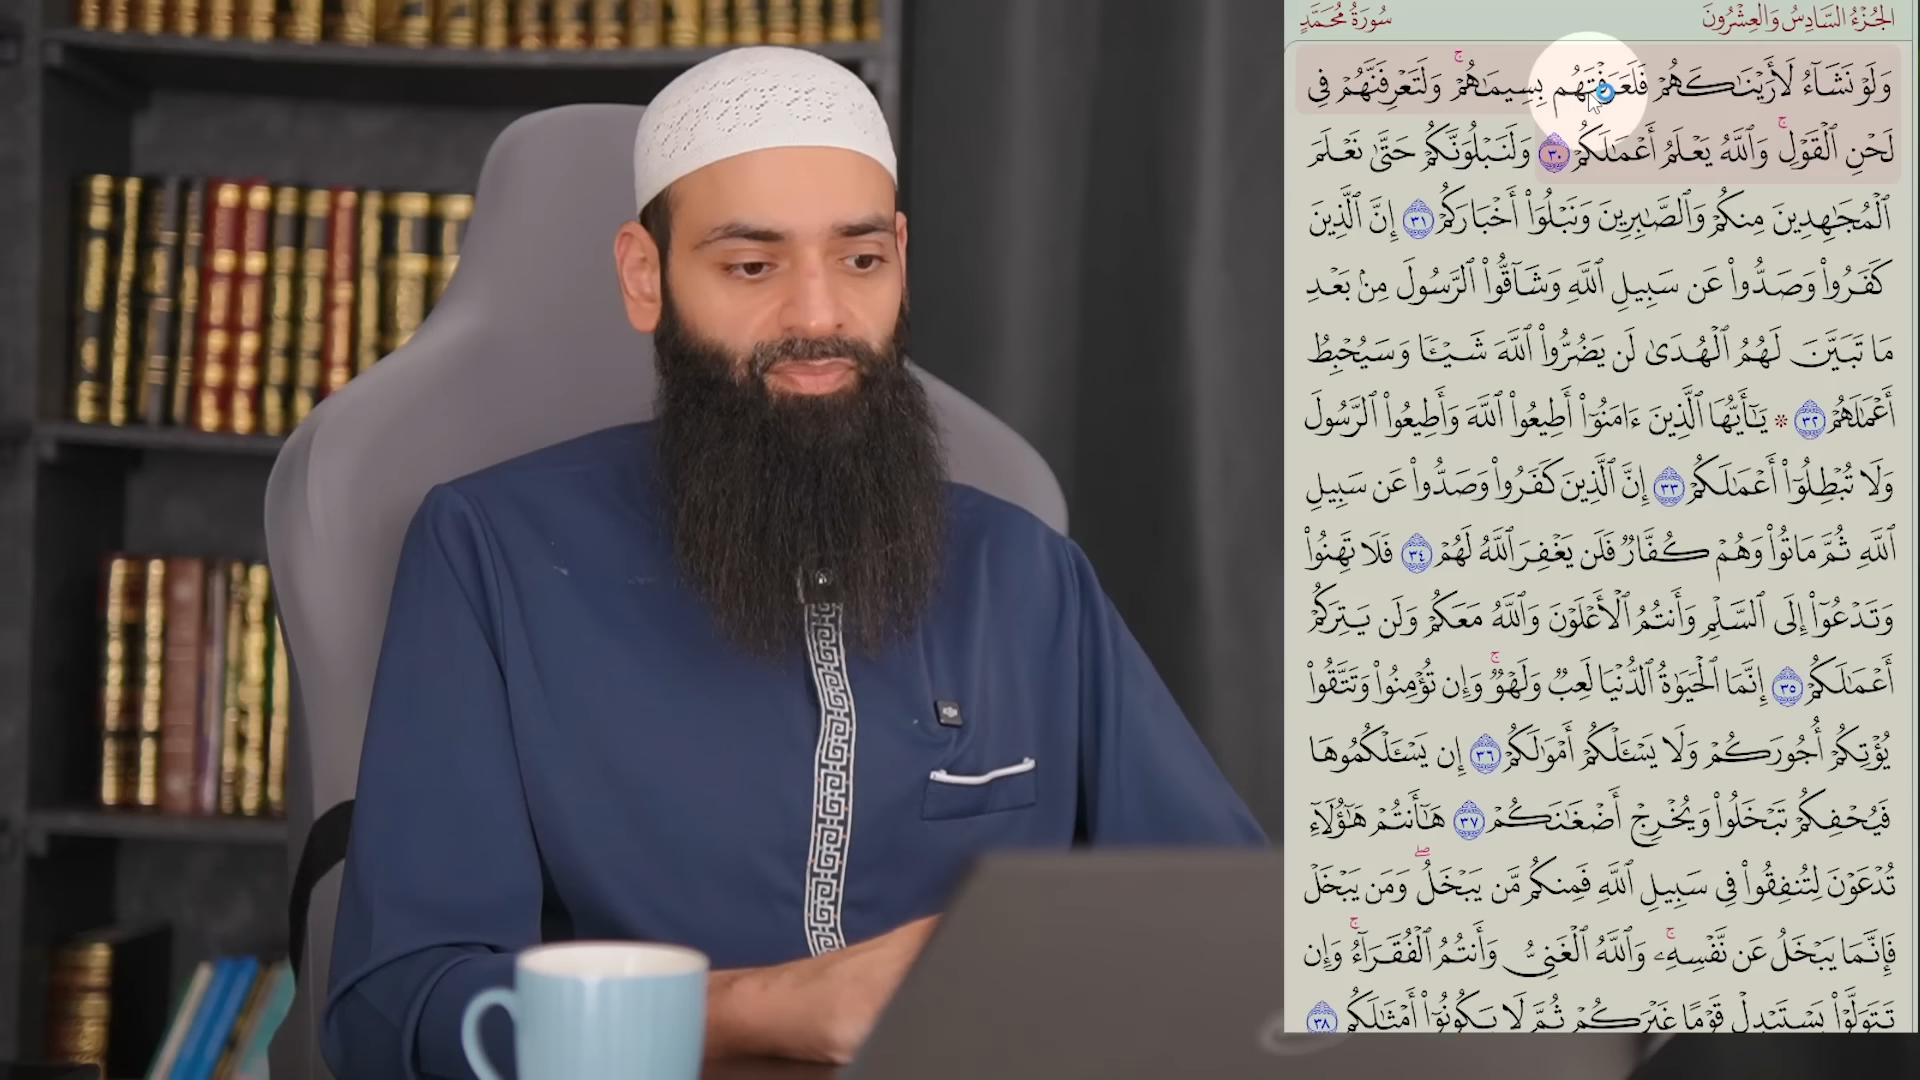 الجُزْءُ السَّادِسُ وَالعِشْرُونَ
سُورَةُ مُحَمَّدٍ
وَلَوْ نَشَآءُ لَأَرَيْنَٰكَهُمْ فَلَعَرَفْتَهُم بِسِيمَٰهُمْ ۚ وَلَتَعْرِفَنَّهُمْ فِى
لَحْنِ ٱلْقَوْلِ ۚ وَٱللَّهُ يَعْلَمُ أَعْمَٰلَكُمْ ٣٠ وَلَنَبْلُوَنَّكُمْ حَتَّىٰ نَعْلَمَ
ٱلْمُجَٰهِدِينَ مِنكُمْ وَٱلصَّٰبِرِينَ وَنَبْلُوَا۟ أَخْبَارَكُمْ ٣١ إِنَّ ٱلَّذِينَ
كَفَرُوا۟ وَصَدُّوا۟ عَن سَبِيلِ ٱللَّهِ وَشَآقُّوا۟ ٱلرَّسُولَ مِنۢ بَعْدِ
مَا تَبَيَّنَ لَهُمُ ٱلْهُدَىٰ لَن يَضُرُّوا۟ ٱللَّهَ شَيْـًٔا وَسَيُحْبِطُ
أَعْمَٰلَهُمْ ٣٢ ۞ يَٰٓأَيُّهَا ٱلَّذِينَ ءَامَنُوٓا۟ أَطِيعُوا۟ ٱللَّهَ وَأَطِيعُوا۟ ٱلرَّسُولَ
وَلَا تُبْطِلُوٓا۟ أَعْمَٰلَكُمْ ٣٣ إِنَّ ٱلَّذِينَ كَفَرُوا۟ وَصَدُّوا۟ عَن سَبِيلِ
ٱللَّهِ ثُمَّ مَاتُوا۟ وَهُمْ كُفَّارٌ فَلَن يَغْفِرَ ٱللَّهُ لَهُمْ ٣٤ فَلَا تَهِنُوا۟
وَتَدْعُوٓا۟ إِلَى ٱلسَّلْمِ وَأَنتُمُ ٱلْأَعْلَوْنَ وَٱللَّهُ مَعَكُمْ وَلَن يَتِرَكُمْ
أَعْمَٰلَكُمْ ٣٥ إِنَّمَا ٱلْحَيَوٰةُ ٱلدُّنْيَا لَعِبٌ وَلَهْوٌ ۚ وَإِن تُؤْمِنُوا۟ وَتَتَّقُوا۟
يُؤْتِكُمْ أُجُورَكُمْ وَلَا يَسْـَٔلْكُمْ أَمْوَٰلَكُمْ ٣٦ إِن يَسْـَٔلْكُمُوهَا
فَيُحْفِكُمْ تَبْخَلُوا۟ وَيُخْرِجْ أَضْغَٰنَكُمْ ٣٧ هَٰٓأَنتُمْ هَٰٓؤُلَآءِ
تُدْعَوْنَ لِتُنفِقُوا۟ فِى سَبِيلِ ٱللَّهِ فَمِنكُم مَّن يَبْخَلُ ۖ وَمَن يَبْخَلْ
فَإِنَّمَا يَبْخَلُ عَن نَّفْسِهِۦ ۚ وَٱللَّهُ ٱلْغَنِىُّ وَأَنتُمُ ٱلْفُقَرَآءُ ۚ وَإِن
تَتَوَلَّوْا۟ يَسْتَبْدِلْ قَوْمًا غَيْرَكُمْ ثُمَّ لَا يَكُونُوٓا۟ أَمْثَٰلَكُم ٣٨